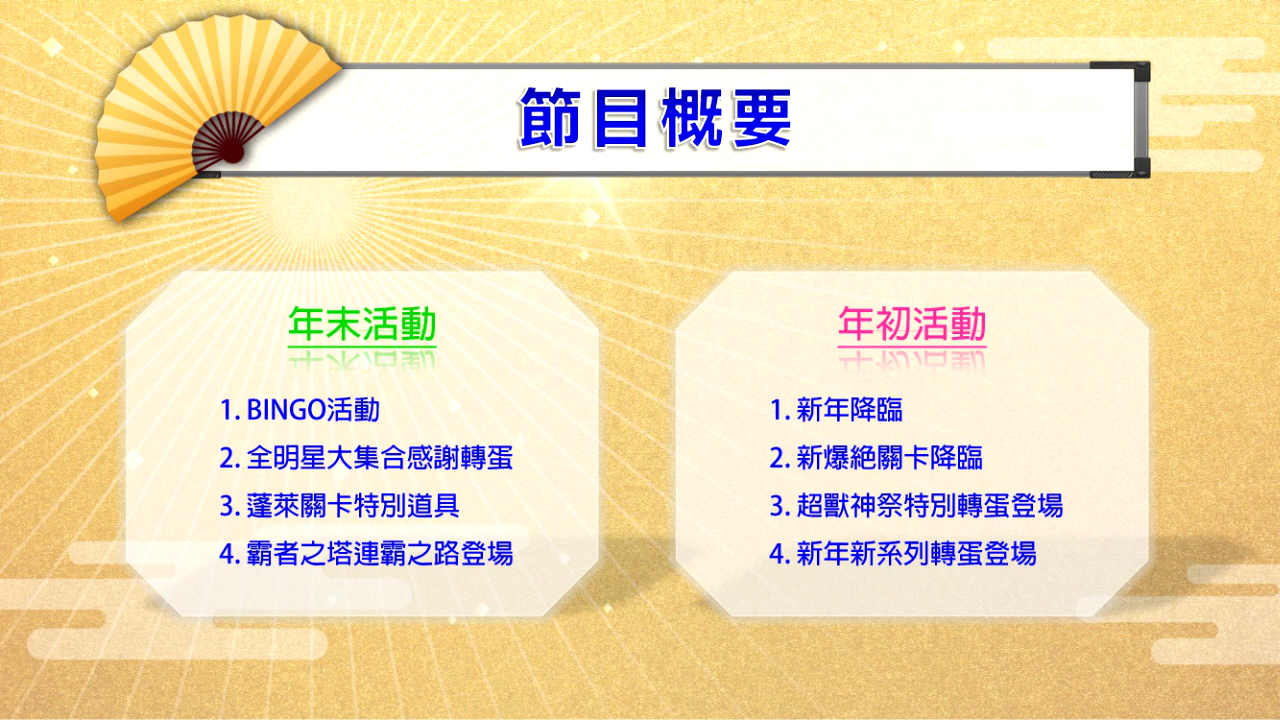 節目概要
年末活動
1. BINGO活動
2. 全明星大集合感謝轉蛋
3. 蓬萊關卡特別道具
4. 霸者之塔連霸之路登場
年初活動
1. 新年降臨
2. 新爆絕關卡降臨
3. 超獸神祭特別轉蛋登場
4. 新年新系列轉蛋登場